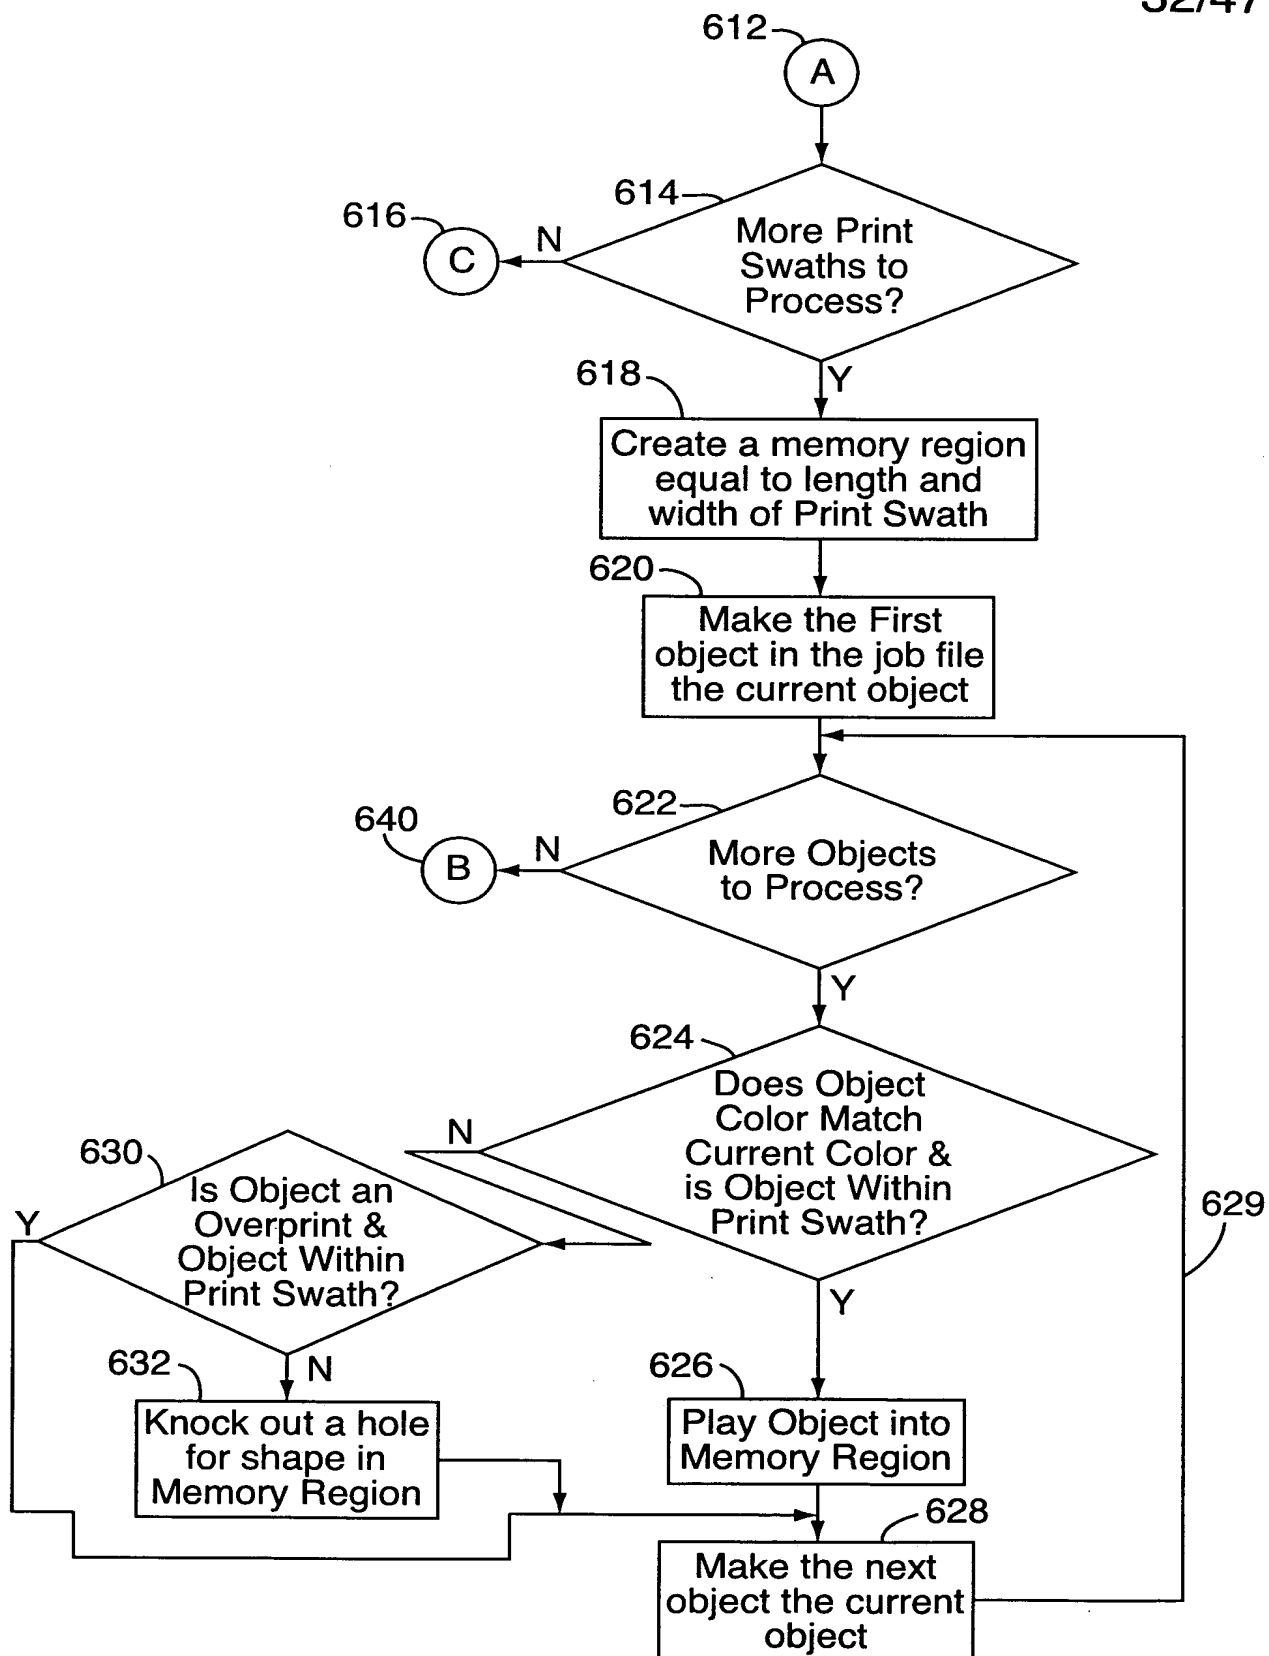 612
A
614
616
N
C
More Print
Swaths to
Process?
Y
618
Create a memory region
equal to length and
width of Print Swath
620
Make the First
object in the job file
the current object
622
640
N
B
More Objects
to Process?
Y
624
Does Object
Color Match
Current Color &
is Object Within
Print Swath?
N
630
Is Object an
Overprint &
Object Within
Print Swath?
Y
629
Y
N
632
Knock out a hole
for shape in
Memory Region
626
Play Object into
Memory Region
628
Make the next
object the current
object